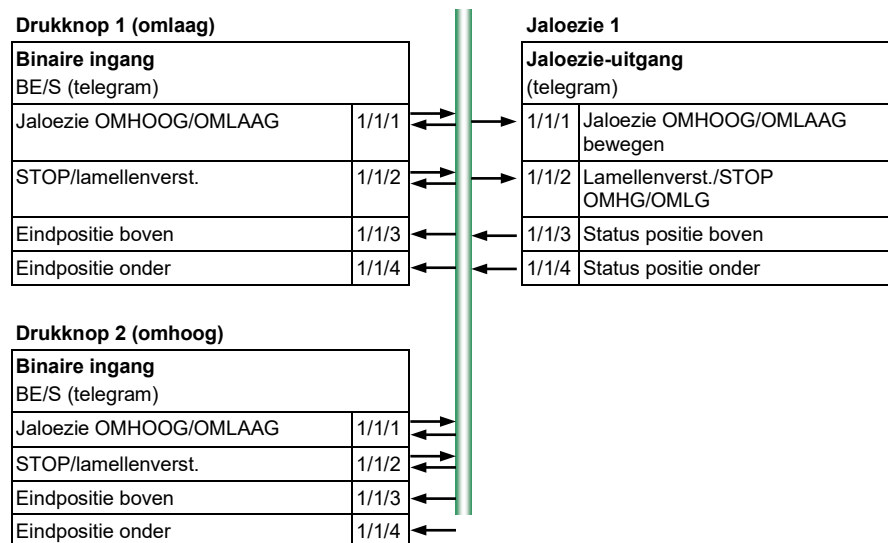 Drukknop 1 (omlaag)
Binaire ingang
BE/S (telegram)
Jaloezie OMHOOG/OMLAAG 1/1/1
STOP/lamellenverst. 1/1/2
Eindpositie boven 1/1/3
Eindpositie onder 1/1/4
Jaloezie 1
Jaloezie-uitgang
(telegram)
1/1/1 Jaloezie OMHOOG/OMLAAG
bewegen
1/1/2 Lamellenverst./STOP
OMHG/OMLG
1/1/3 Status positie boven
1/1/4 Status positie onder
Drukknop 2 (omhoog)
Binaire ingang
BE/S (telegram)
Jaloezie OMHOOG/OMLAAG 1/1/1
STOP/lamellenverst. 1/1/2
Eindpositie boven 1/1/3
Eindpositie onder 1/1/4